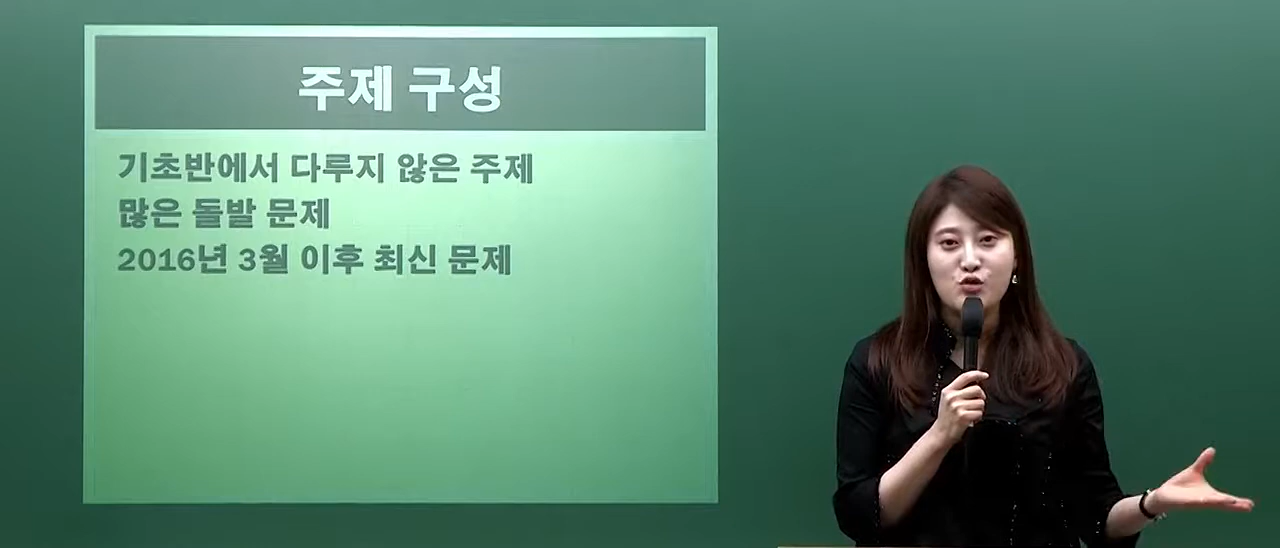 주제 구성
기초반에서 다루지 않은 주제
많은 돌발 문제
2016년 3월 이후 최신 문제